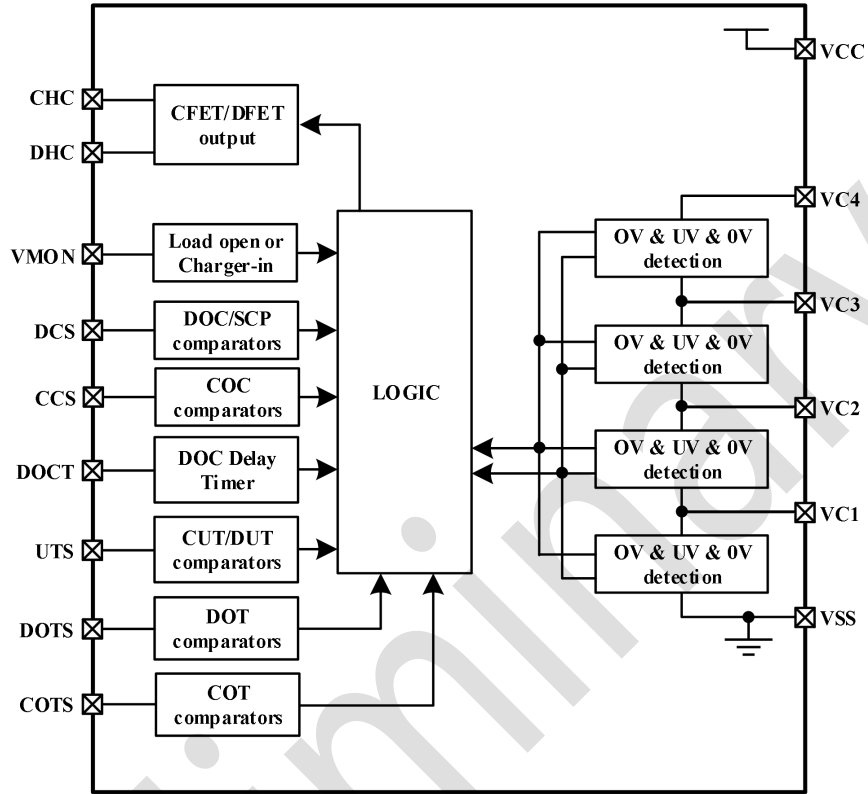 VCC
CHC
CFET/DFET
output
DHC
VC4
VMON
Load open or
Charger-in
OV & UV & 0V
detection
VC3
DCS
DOC/SCP
comparators
OV & UV & 0V
detection
CCS
COC
comparators
LOGIC
VC2
DOCT
DOC Delay
Timer
OV & UV & 0V
detection
VC1
UTS
CUT/DUT
comparators
OV & UV & 0V
detection
DOTS
DOT
comparators
VSS
COTS
COT
comparators